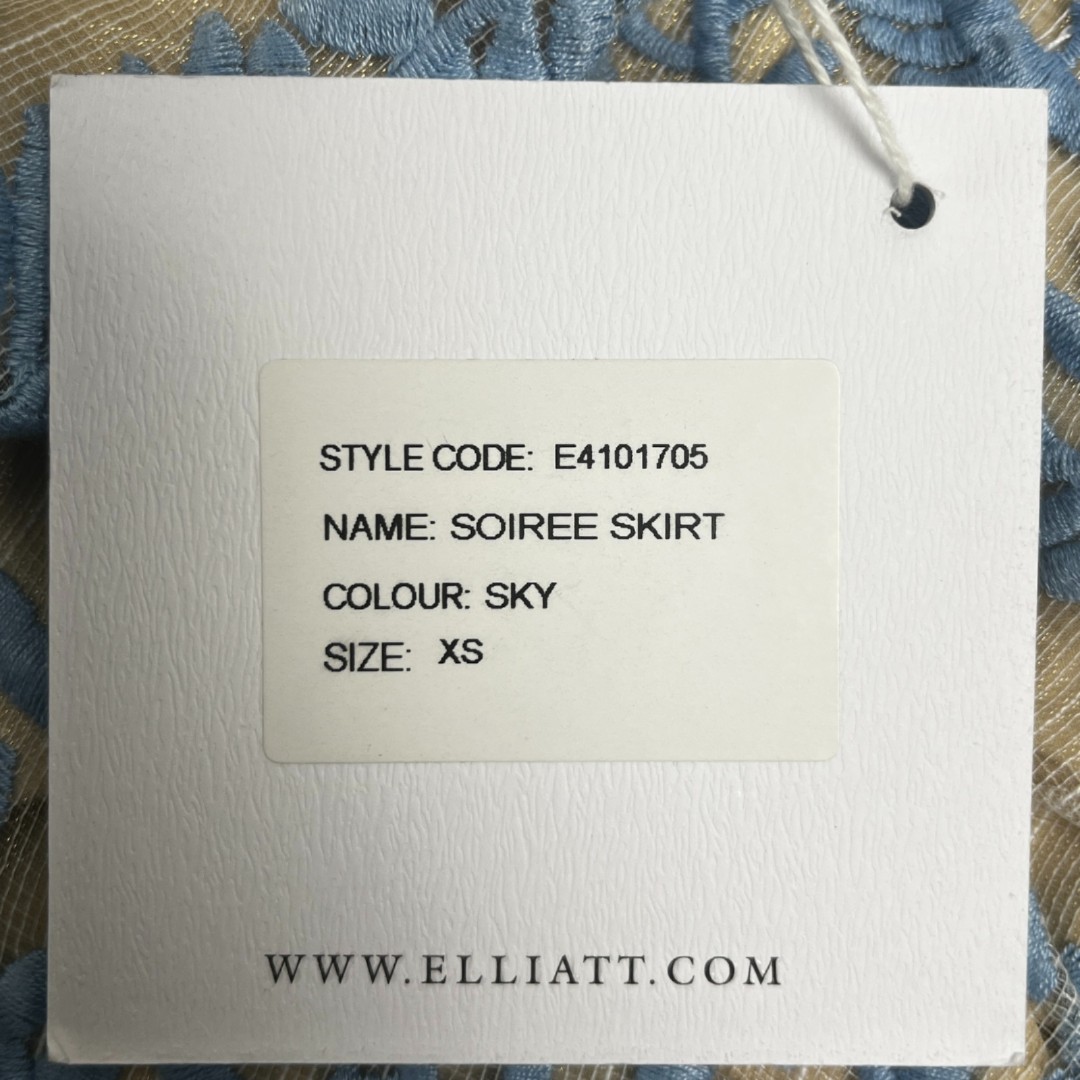 STYLE CODE: E4101705
NAME: SOIREE SKIRT
COLOUR: SKY
SIZE: XS
WWW.ELLIATT.COM